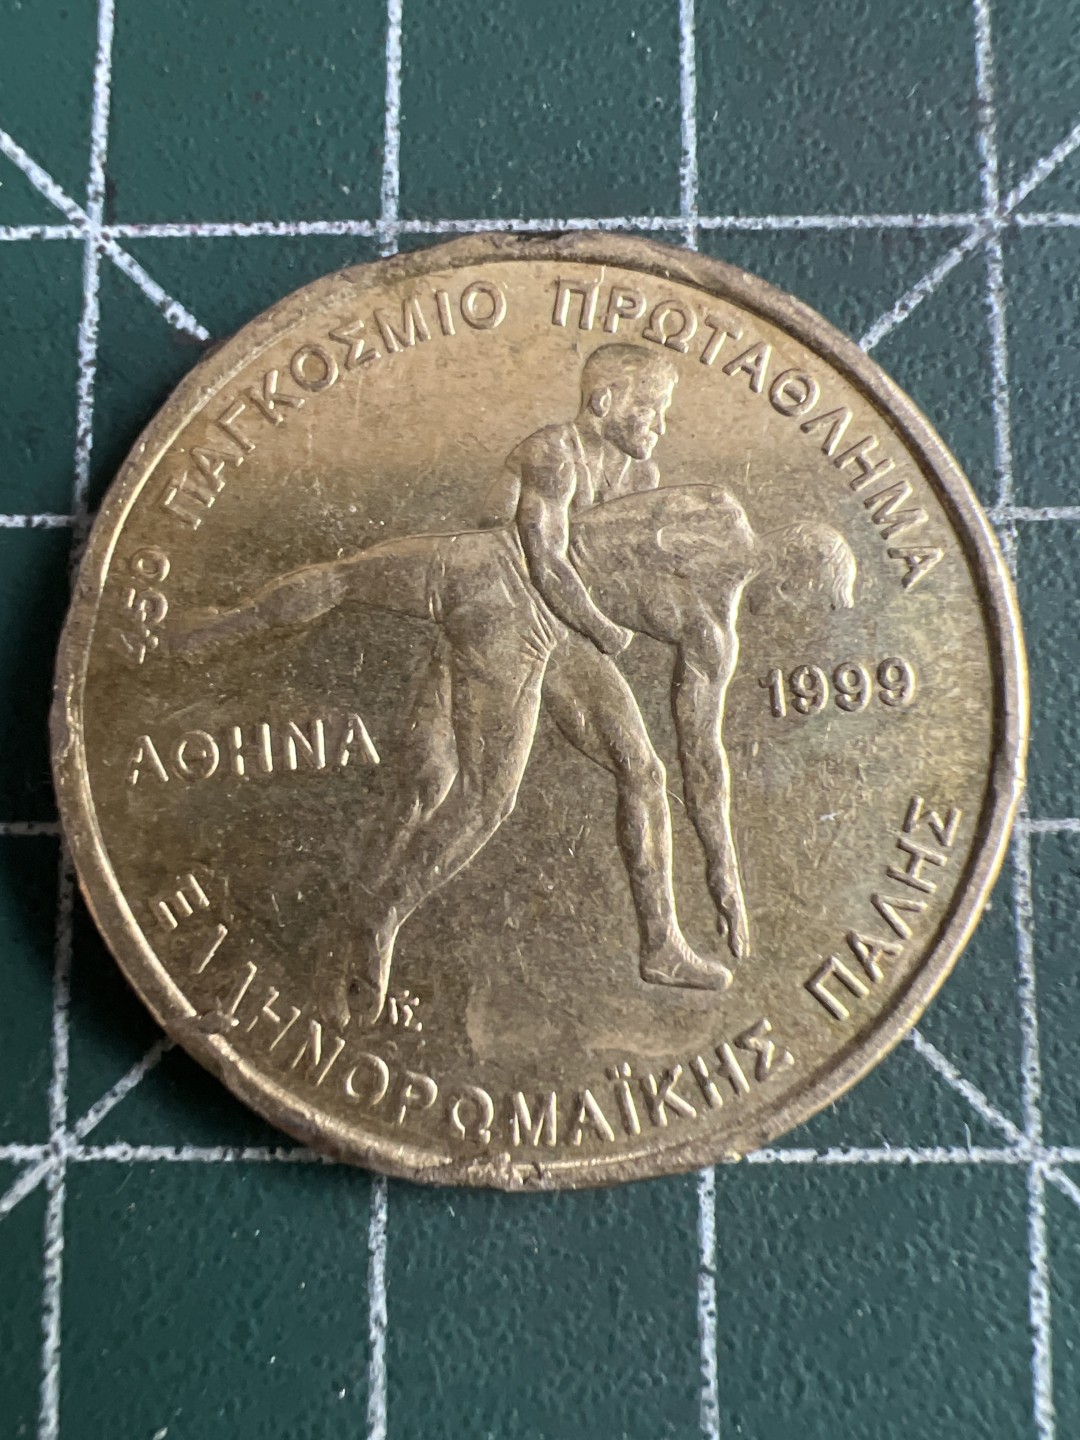 45ο ΠΑΓΚΟΣΜΙΟ ΠΡΩΤΑΘΛΗΜΑ
ΑΘΗΝΑ
1999
ΕΛΛΗΝΟΡΩΜΑΪΚΗΣ ΠΑΛΗΣ